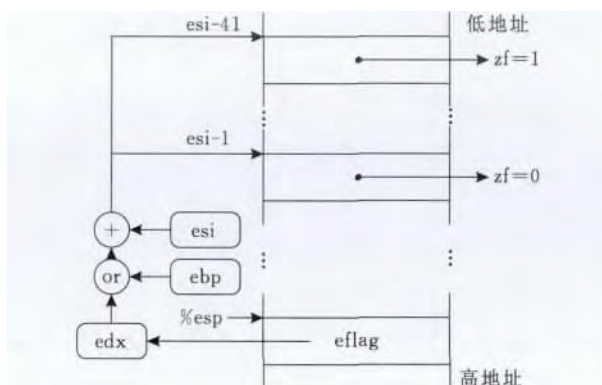 esi-41
低地址
zf=1
esi-1
zf=0
+
esi
or
ebp
%esp
edx
eflag
高地址